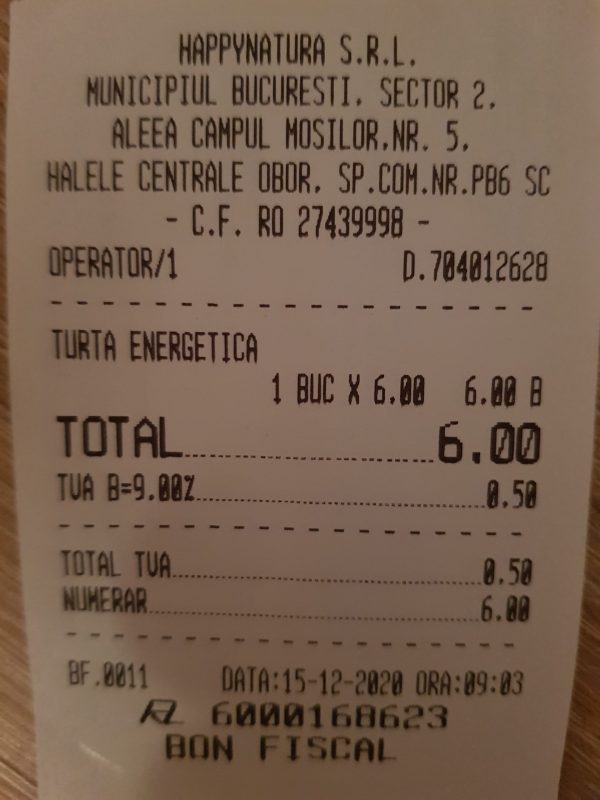 HAPPYNATURA S.R.L.
MUNICIPIUL BUCURESTI, SECTOR 2,
ALEEA CAMPUL MOSILOR,NR. 5,
HALELE CENTRALE OBOR, SP.COM.NR.PB6 SC
- C.F. RO 27439998 -
OPERATOR/1 D.704012628
TURTA ENERGETICA
1 BUC X 6.00 6.00 B
TOTAL 6.00
TVA B=9.00% 0.50
TOTAL TVA 0.50
NUMERAR 6.00
BF.0011 DATA:15-12-2020 ORA:09:03
6000168623
BON FISCAL